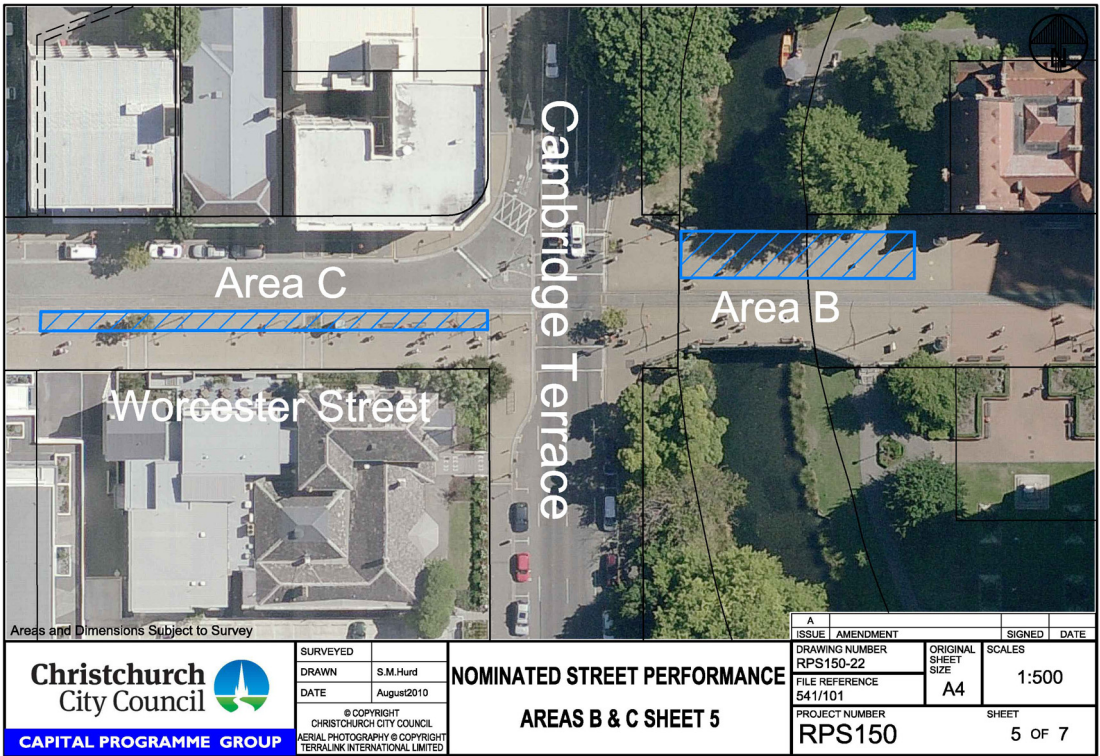 N
Cambridge Terrace
Area C
Area B
Worcester Street
Areas and Dimensions Subject to Survey
Christchurch
City Council
CAPITAL PROGRAMME GROUP
SURVEYED
DRAWN S.M.Hurd
DATE August2010
© COPYRIGHT
CHRISTCHURCH CITY COUNCIL
AERIAL PHOTOGRAPHY © COPYRIGHT
TERRALINK INTERNATIONAL LIMITED
NOMINATED STREET PERFORMANCE
AREAS B & C SHEET 5
A
ISSUE AMENDMENT SIGNED DATE
DRAWING NUMBER
RPS150-22
FILE REFERENCE
541/101
ORIGINAL
SHEET
SIZE
A4
SCALES
1:500
PROJECT NUMBER
RPS150
SHEET
5 OF 7